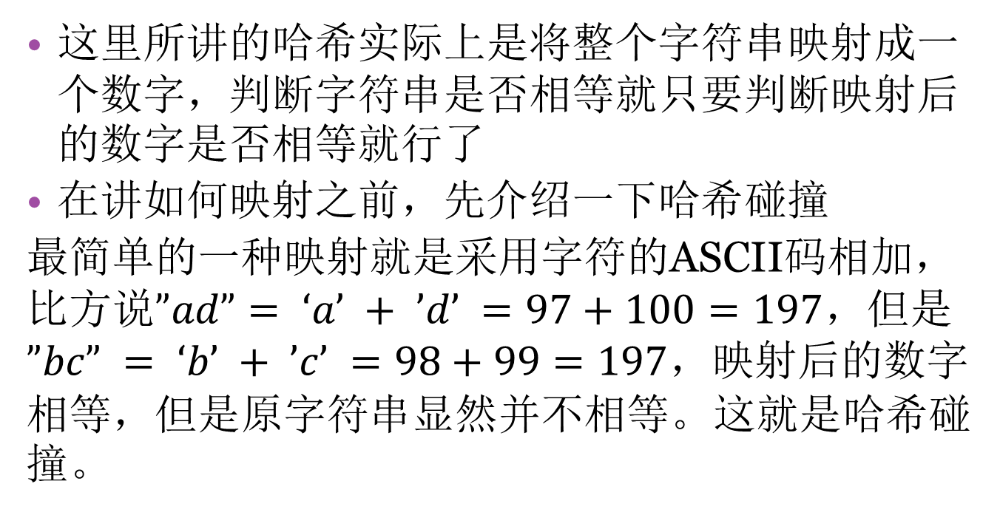 • 这里所讲的哈希实际上是将整个字符串映射成一
个数字，判断字符串是否相等就只要判断映射后
的数字是否相等就行了
• 在讲如何映射之前，先介绍一下哈希碰撞
最简单的一种映射就是采用字符的ASCII码相加，
比方说”ad” = ‘a’ + ’d’ = 97 + 100 = 197，但是
”bc” = ‘b’ + ’c’ = 98 + 99 = 197，映射后的数字
相等，但是原字符串显然并不相等。这就是哈希碰
撞。